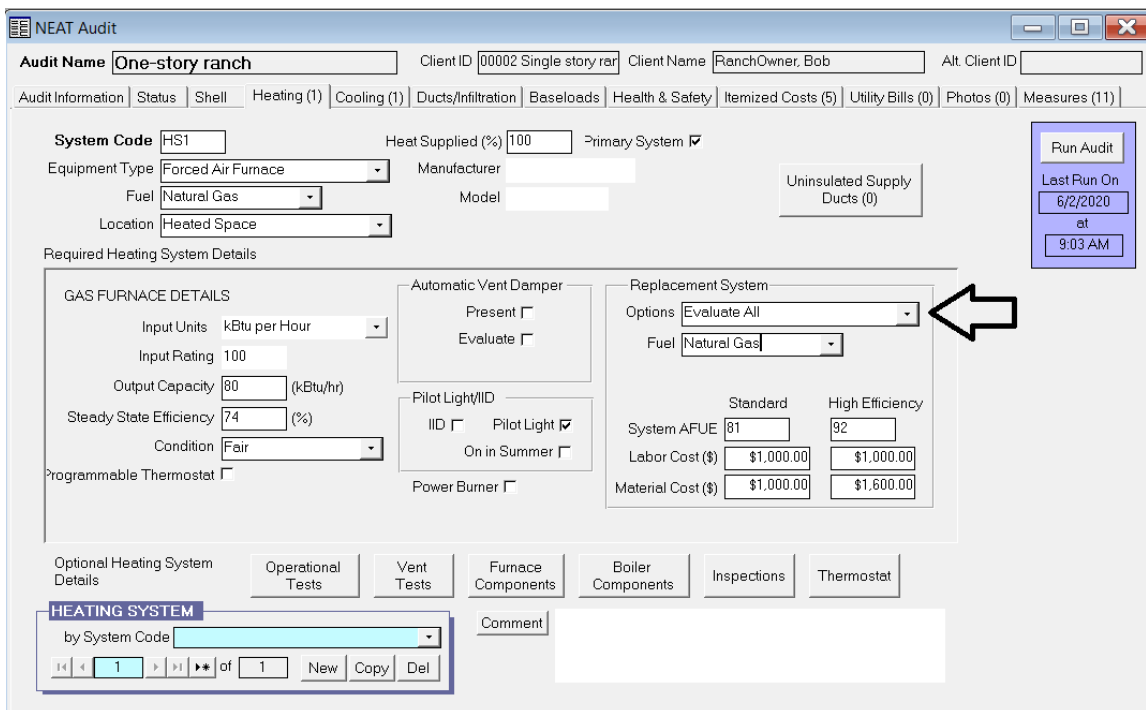 NEAT Audit
Audit Name One-story ranch Client ID 00002 Single story rar Client Name RanchOwner, Bob Alt. Client ID
Audit Information Status Shell Heating (1) Cooling (1) Ducts/Infiltration Baseloads Health & Safety Itemized Costs (5) Utility Bills (0) Photos (0) Measures (11)
System Code HS1 Heat Supplied (%) 100 Primary System
Run Audit
Equipment Type Forced Air Furnace Manufacturer
Uninsulated Supply
Ducts (0)
Last Run On
Fuel Natural Gas Model
6/2/2020
at
Location Heated Space
9:03 AM
Required Heating System Details
GAS FURNACE DETAILS
Input Units kBtu per Hour
Input Rating 100
Output Capacity 80 (kBtu/hr)
Steady State Efficiency 74 (%)
Condition Fair
Programmable Thermostat
Automatic Vent Damper
Present
Evaluate
Pilot Light/IID
IID Pilot Light
On in Summer
Power Burner
Replacement System
Options Evaluate All
Fuel Natural Gas
Standard High Efficiency
System AFUE 81 92
Labor Cost ($) $1,000.00 $1,000.00
Material Cost ($) $1,000.00 $1,600.00
Optional Heating System
Details
Operational
Tests
Vent
Tests
Furnace
Components
Boiler
Components
Inspections
Thermostat
HEATING SYSTEM
by System Code
1 of 1 New Copy Del
Comment